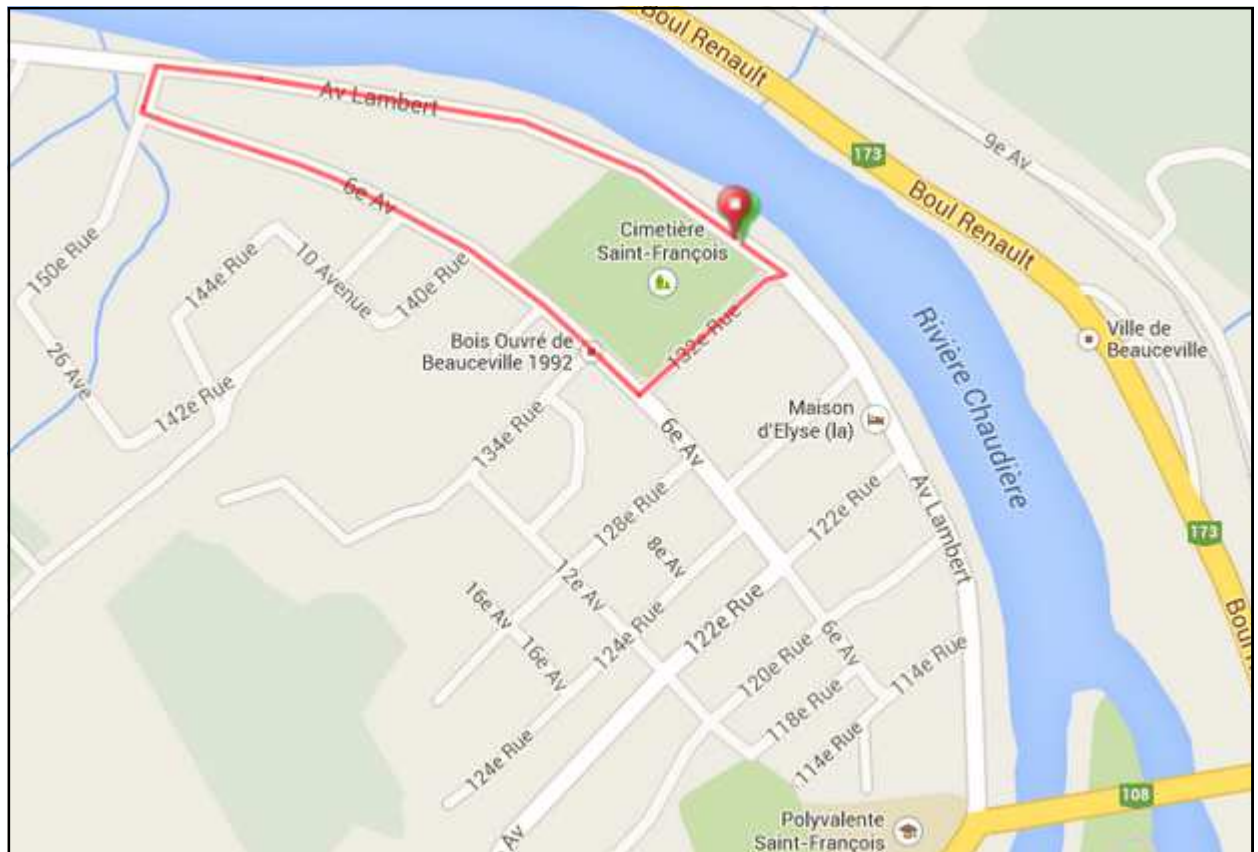 Boul Renault
Av Lambert
173
9e Av
Boul Renault
6e Av
Cimetière
Saint-François
150e Rue
144e Rue
10 Avenue
140e Rue
132e Rue
Rivière Chaudière
Ville de
Beauceville
Bois Ouvré de
Beauceville 1992
26 Ave
142e Rue
Maison
d'Elyse (la)
134e Rue
6e Av
Av Lambert
128e Rue
122e Rue
173
8e Av
12e Av
16e Av
16e Av
124e Rue
122e Rue
6e Av
120e Rue
114e Rue
118e Rue
124e Rue
114e Rue
108
Polyvalente
Saint-François
Av